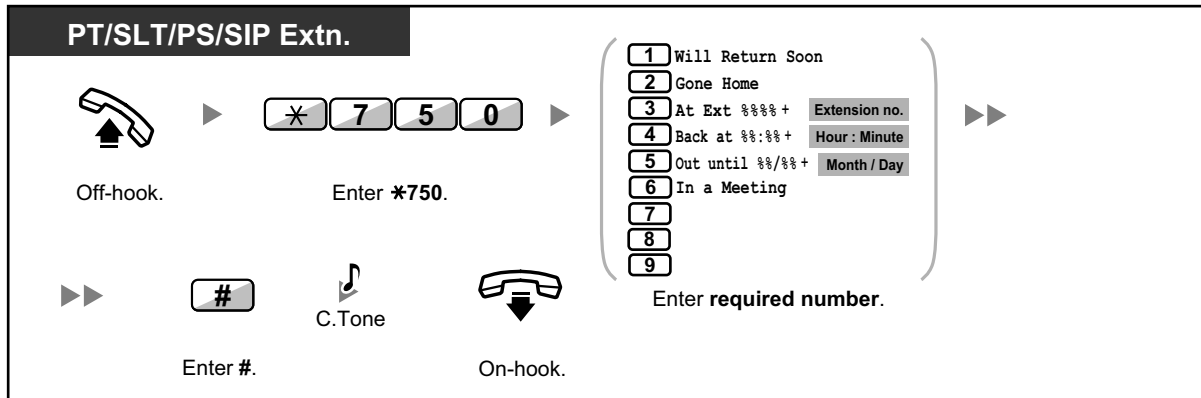 PT/SLT/PS/SIP Extn.
1 Will Return Soon
2 Gone Home
3 At Ext %%%% + Extension no.
4 Back at %%:%% + Hour : Minute
5 Out until %%/%% + Month / Day
6 In a Meeting
7
8
9
* 7 5 0
Off-hook.
Enter *750.
Enter required number.
#
C.Tone
Enter #.
On-hook.